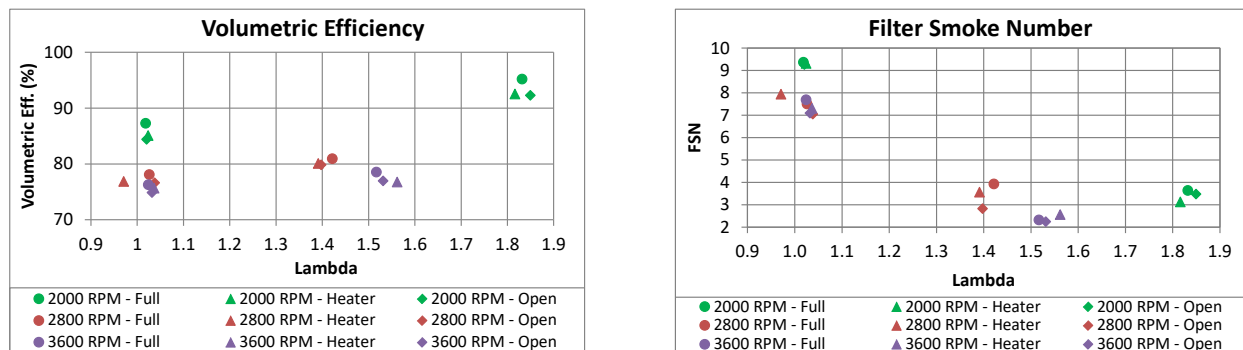 Volumetric Efficiency
Volumetric Eff. (%)
100
90
80
70
0.9 1.0 1.1 1.2 1.3 1.4 1.5 1.6 1.7 1.8 1.9
Lambda
2000 RPM - Full 2000 RPM - Heater 2000 RPM - Open
2800 RPM - Full 2800 RPM - Heater 2800 RPM - Open
3600 RPM - Full 3600 RPM - Heater 3600 RPM - Open
Filter Smoke Number
FSN
10
9
8
7
6
5
4
3
2
0.9 1.0 1.1 1.2 1.3 1.4 1.5 1.6 1.7 1.8 1.9
Lambda
2000 RPM - Full 2000 RPM - Heater 2000 RPM - Open
2800 RPM - Full 2800 RPM - Heater 2800 RPM - Open
3600 RPM - Full 3600 RPM - Heater 3600 RPM - Open